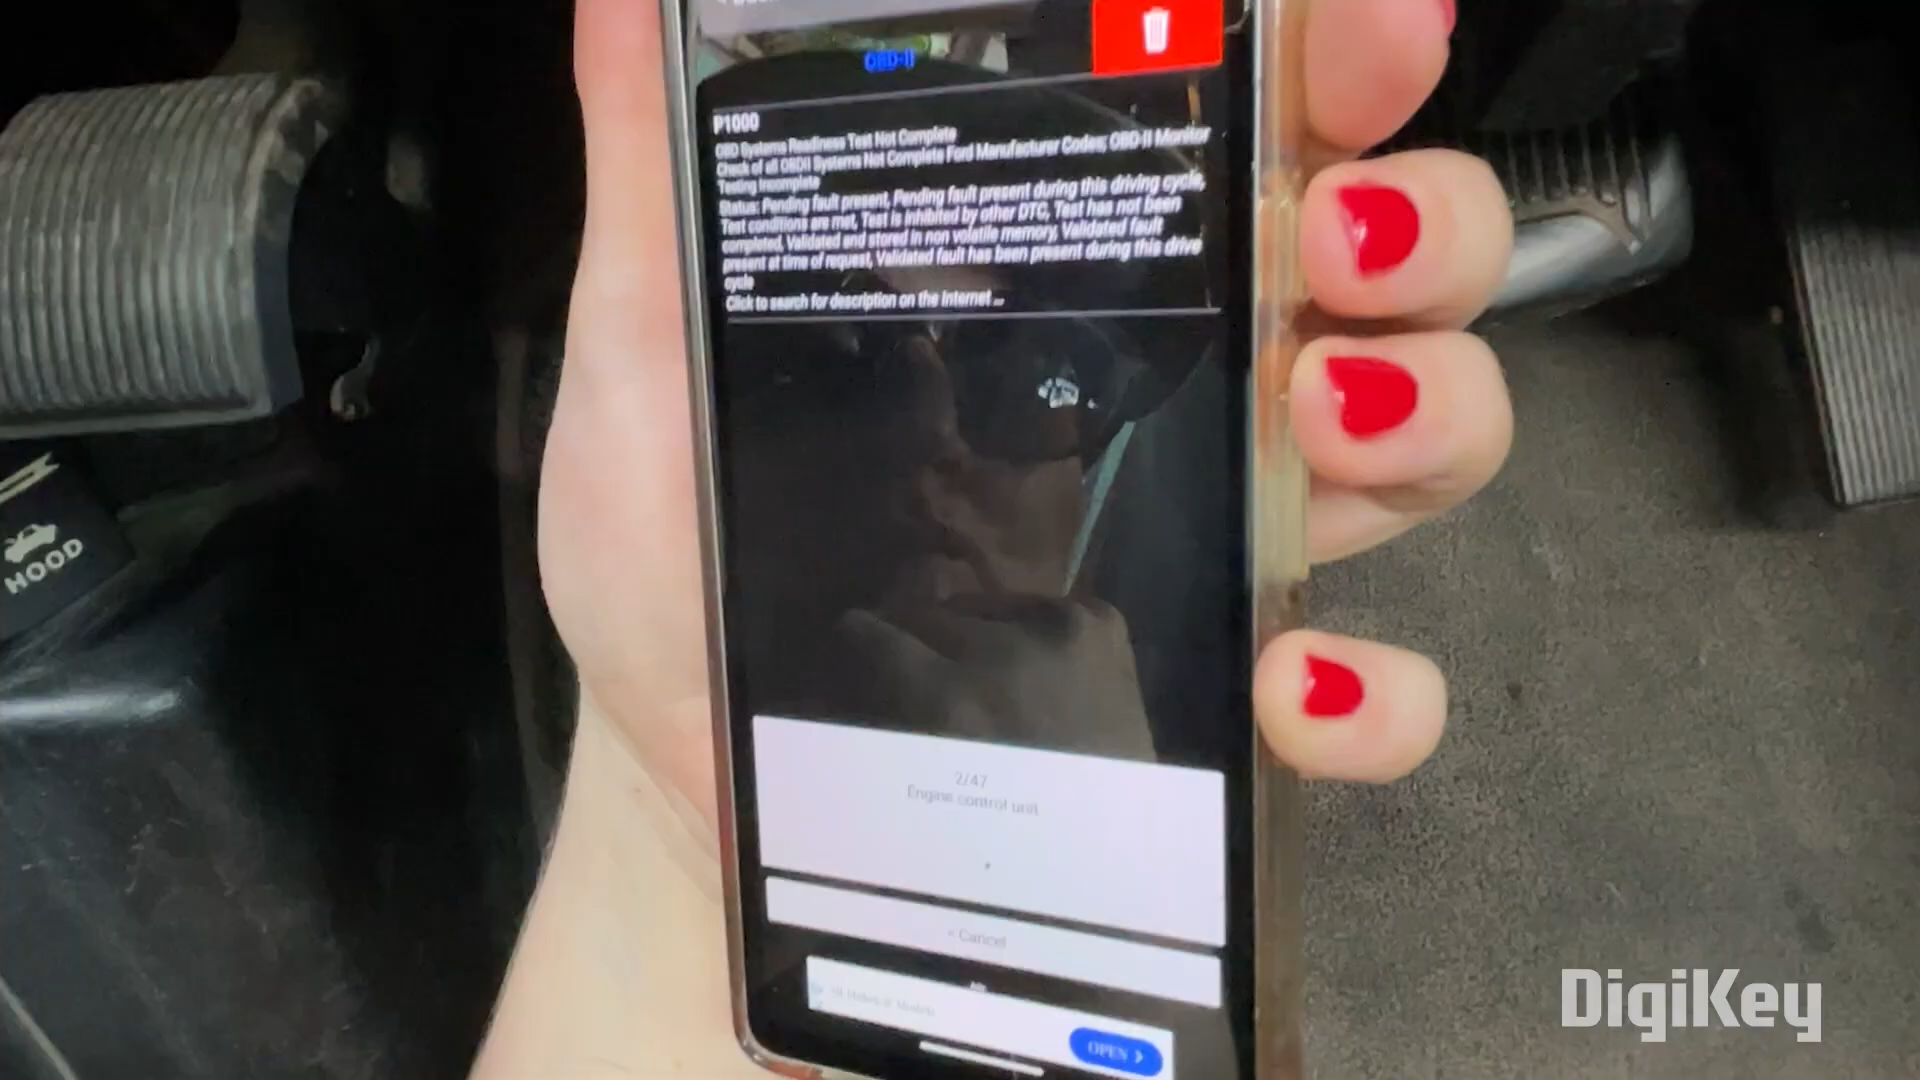 OBD-II
P1000
OBD Systems Readiness Test Not Complete
Check of all OBDII Systems Not Complete Ford Manufacturer Codes; OBD-II Monitor
Testing Incomplete
Status: Pending fault present, Pending fault present during this driving cycle,
Test conditions are met, Test is inhibited by other DTC, Test has not been
completed, Validated and stored in non volatile memory, Validated fault
present at time of request, Validated fault has been present during this drive
cycle
Click to search for description on the Internet ...
HOOD
2/47
Engine control unit
Cancel
OPEN >
DigiKey